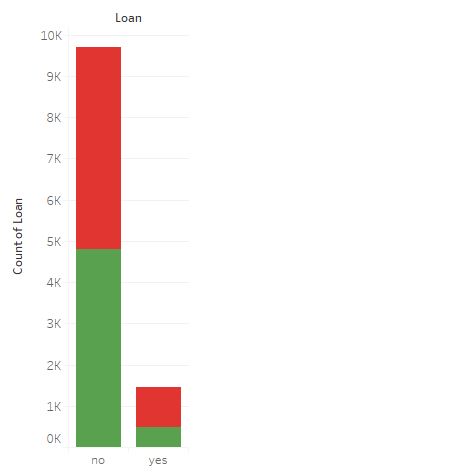 Loan
10K
9K
8K
7K
6K
5K
4K
3K
2K
1K
0K
Count of Loan
no yes